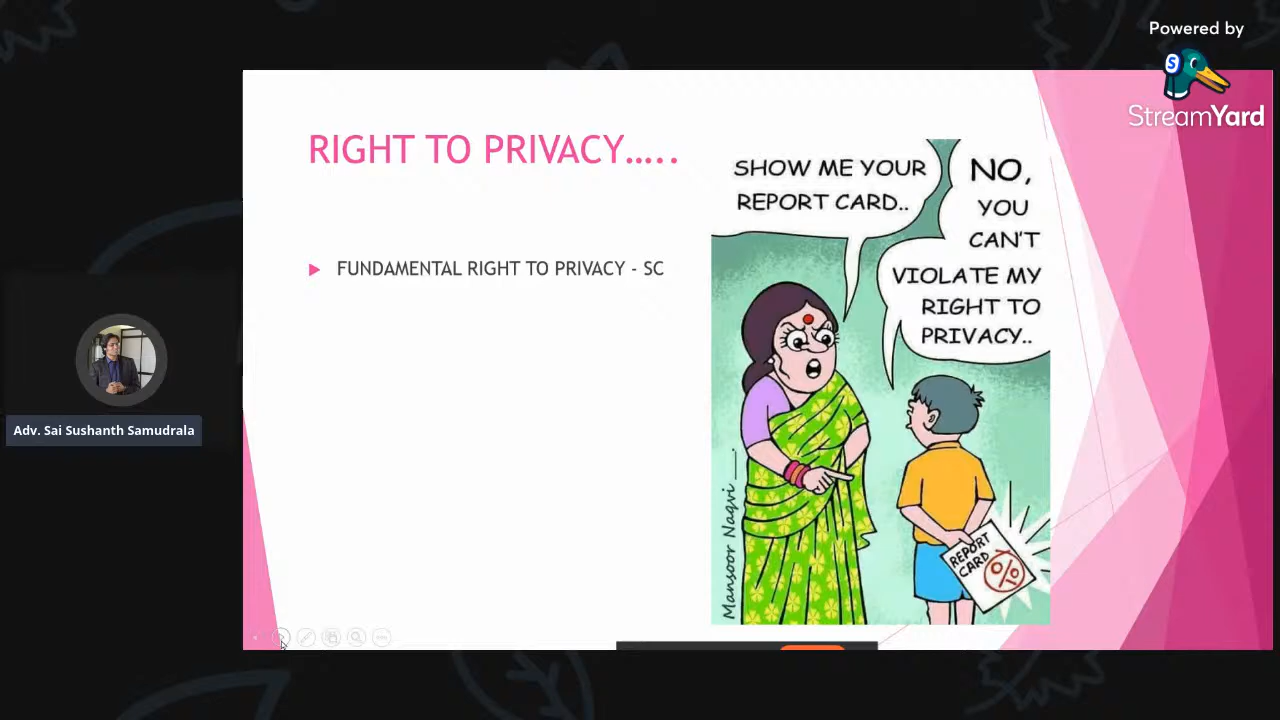 Powered by
S
StreamYard
RIGHT TO PRIVACY.....
FUNDAMENTAL RIGHT TO PRIVACY - SC
SHOW ME YOUR
REPORT CARD..
NO,
YOU
CAN'T
VIOLATE MY
RIGHT TO
PRIVACY..
Mansoor Naqvi
REPORT
CARD
Adv. Sai Sushanth Samudrala